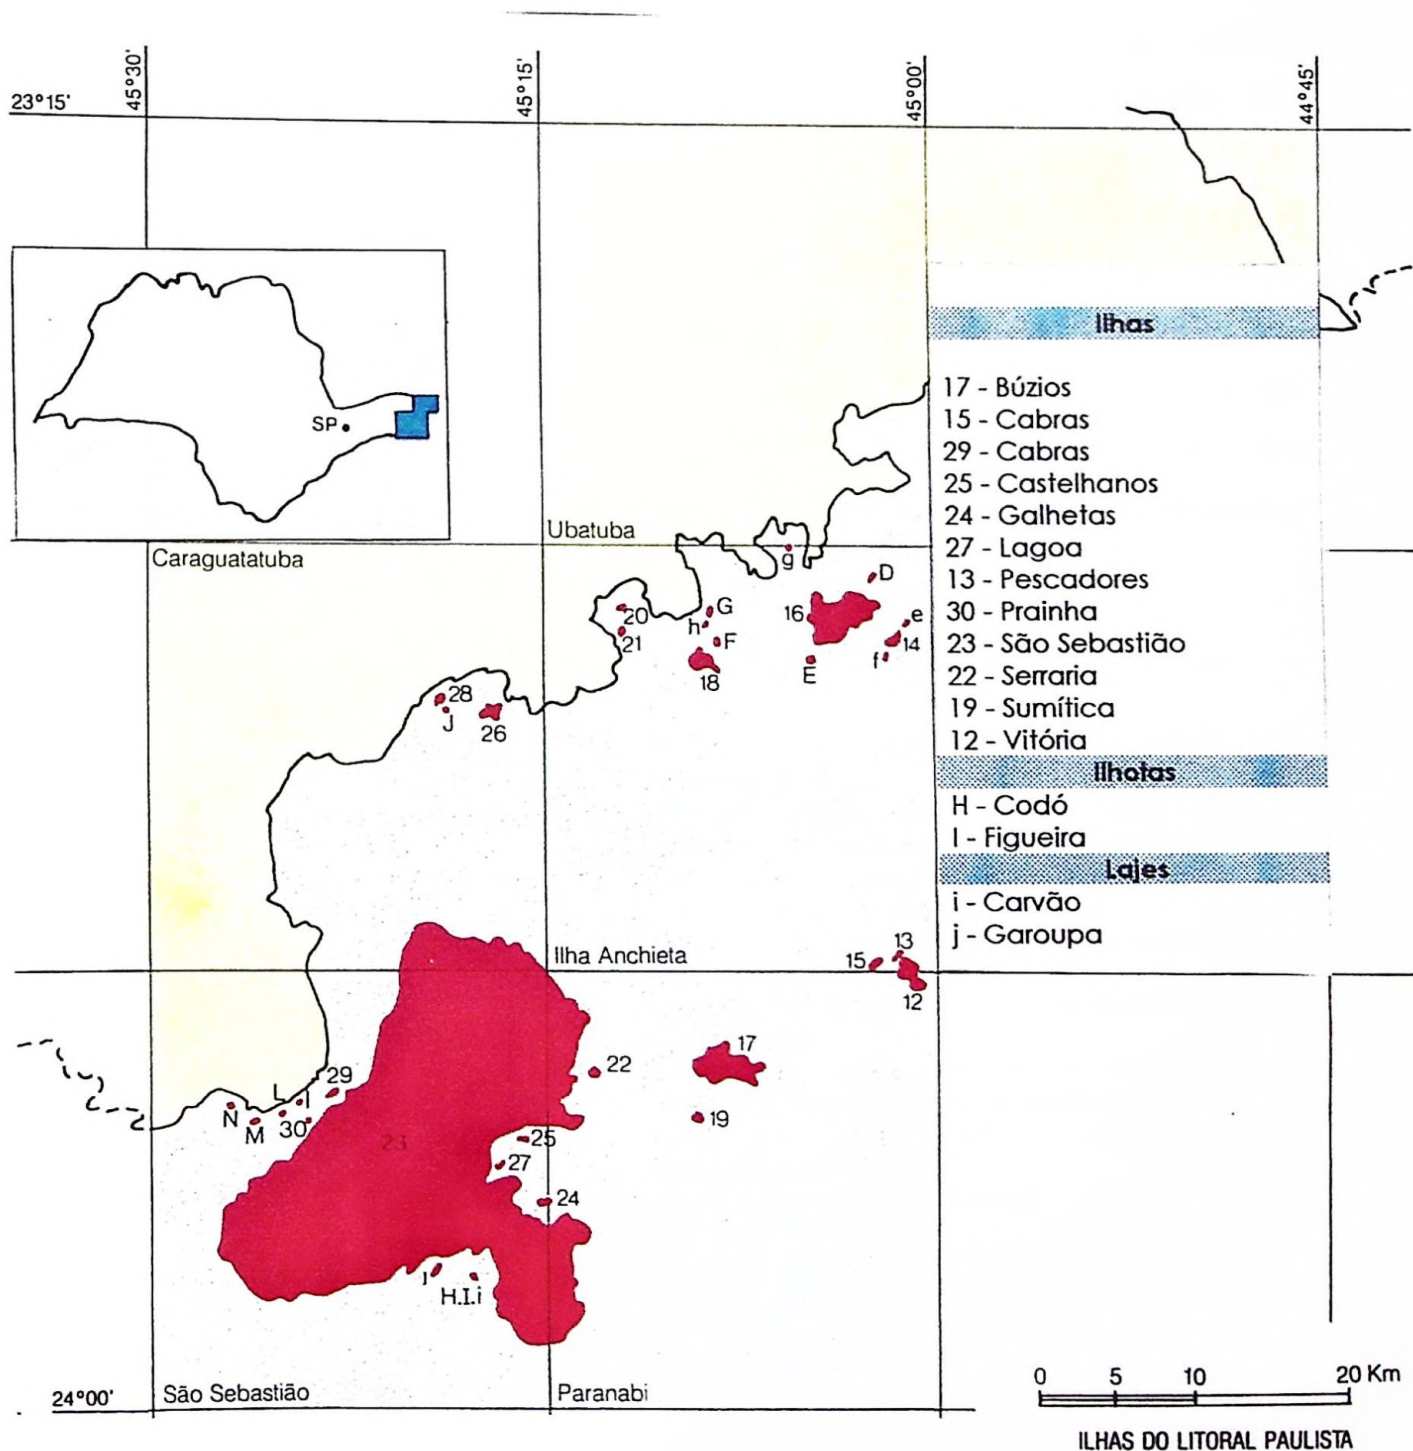 45°30'
45°15'
45°00'
44°45'
23°15'
SP
Ilhas
17 - Búzios
15 - Cabras
29 - Cabras
25 - Castelhanos
24 - Galhetas
27 - Lagoa
13 - Pescadores
30 - Prainha
23 - São Sebastião
22 - Serraria
19 - Sumítica
12 - Vitória
Ilhotas
H - Codó
I - Figueira
Lajes
i - Carvão
j - Garoupa
Ubatuba
Caraguatatuba
g
D
20
G
16
e
h
21
F
14
f
18
E
28
J
26
Ilha Anchieta
13
15
12
17
22
29
L
I
N
M
30
19
23
25
27
24
j
H.I.i
24°00'
São Sebastião
Paranabi
0 5 10 20 Km
ILHAS DO LITORAL PAULISTA